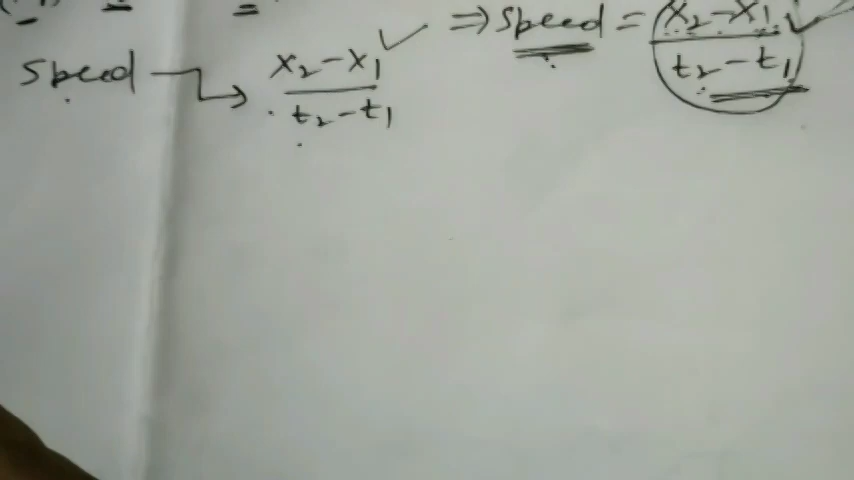 ⇒ Speed = x₂-x₁ / t₂-t₁
Speed → x₂-x₁ / t₂-t₁